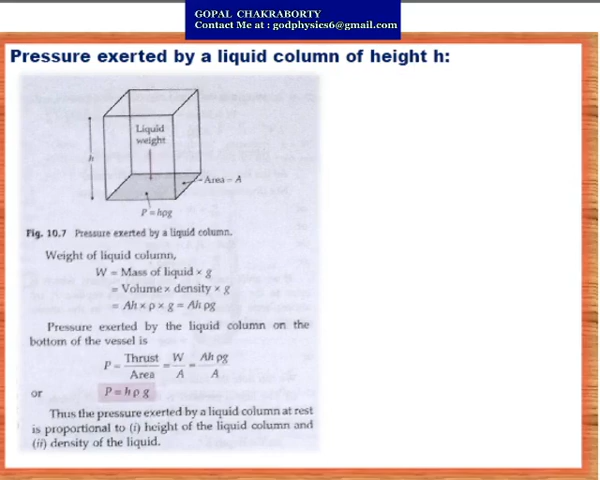 GOPAL CHAKRABORTY
Contact Me at : godphysics6@gmail.com
Pressure exerted by a liquid column of height h:
Liquid
weight
h
Area - A
P = hρg
Fig. 10.7 Pressure exerted by a liquid column.
Weight of liquid column,
W = Mass of liquid × g
= Volume × density × g
= Ah × ρ × g = Ah ρg
Pressure exerted by the liquid column on the
bottom of the vessel is
P = Thrust / Area = W / A = Ah ρg / A
or P = h ρ g
Thus the pressure exerted by a liquid column at rest
is proportional to (i) height of the liquid column and
(ii) density of the liquid.